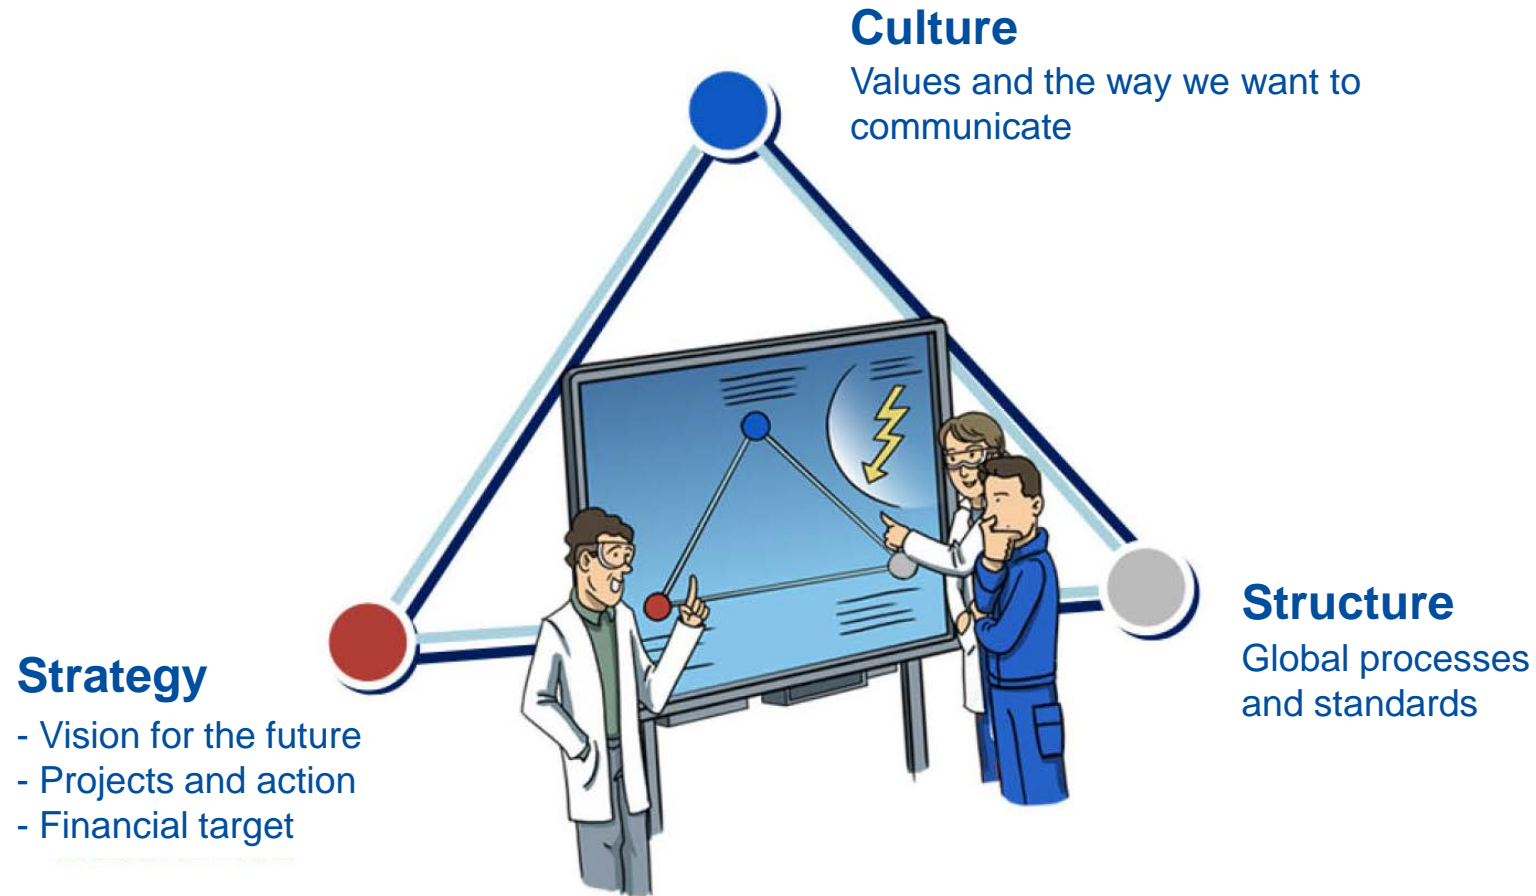 Culture
Values and the way we want to
communicate
Strategy
- Vision for the future
- Projects and action
- Financial target
Structure
Global processes
and standards